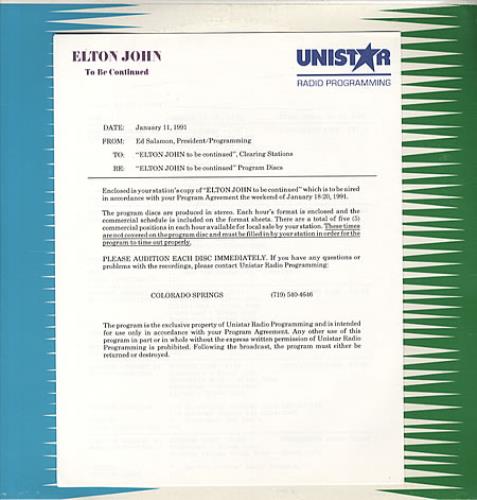 ELTON JOHN
To Be Continued
UNISTAR
RADIO PROGRAMMING
DATE: January 11, 1991
FROM: Ed Salamon, President/Programming
TO: "ELTON JOHN to be continued", Clearing Stations
RE: "ELTON JOHN to be continued" Program Discs
Enclosed is your station's copy of "ELTON JOHN to be continued" which is to be aired
in accordance with your Program Agreement the weekend of January 18-20, 1991.
The program discs are produced in stereo. Each hour's format is enclosed and the
commercial schedule is included on the format sheets. There are a total of five (5)
commercial positions in each hour available for local sale by your station. These times
are not covered on the program disc and must be filled in by your station in order for the
program to time out properly.
PLEASE AUDITION EACH DISC IMMEDIATELY. If you have any questions or
problems with the recordings, please contact Unistar Radio Programming:
COLORADO SPRINGS (719) 540-4646
The program is the exclusive property of Unistar Radio Programming and is intended
for use only in accordance with your Program Agreement. Any other use of this
program in part or in whole without the express written permission of Unistar Radio
Programming is prohibited. Following the broadcast, the program must either be
returned or destroyed.